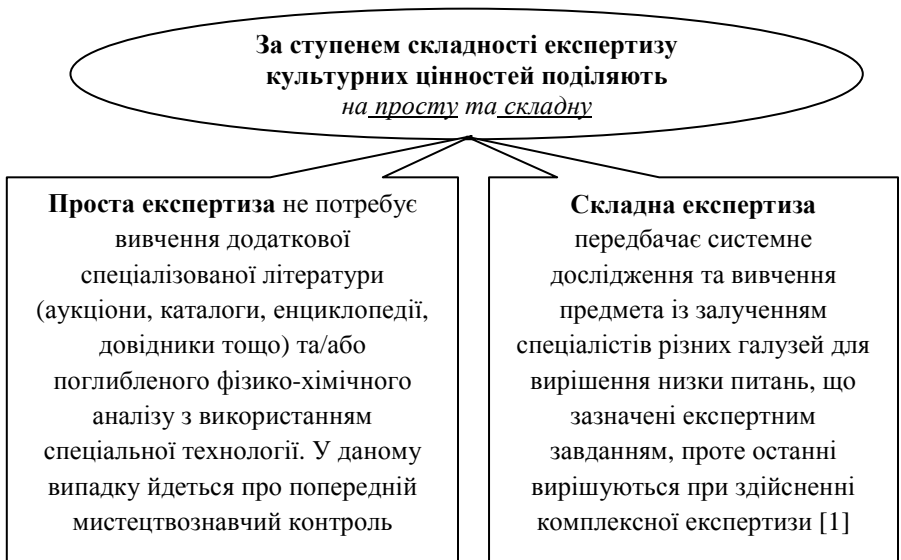 За ступенем складності експертизу
культурних цінностей поділяють
на просту та складну
Проста експертиза не потребує
вивчення додаткової
спеціалізованої літератури
(аукціони, каталоги, енциклопедії,
довідники тощо) та/або
поглибленого фізико-хімічного
аналізу з використанням
спеціальної технології. У даному
випадку йдеться про попередній
мистецтвознавчий контроль
Складна експертиза
передбачає системне
дослідження та вивчення
предмета із залученням
спеціалістів різних галузей для
вирішення низки питань, що
зазначені експертним
завданням, проте останні
вирішуються при здійсненні
комплексної експертизи [1]